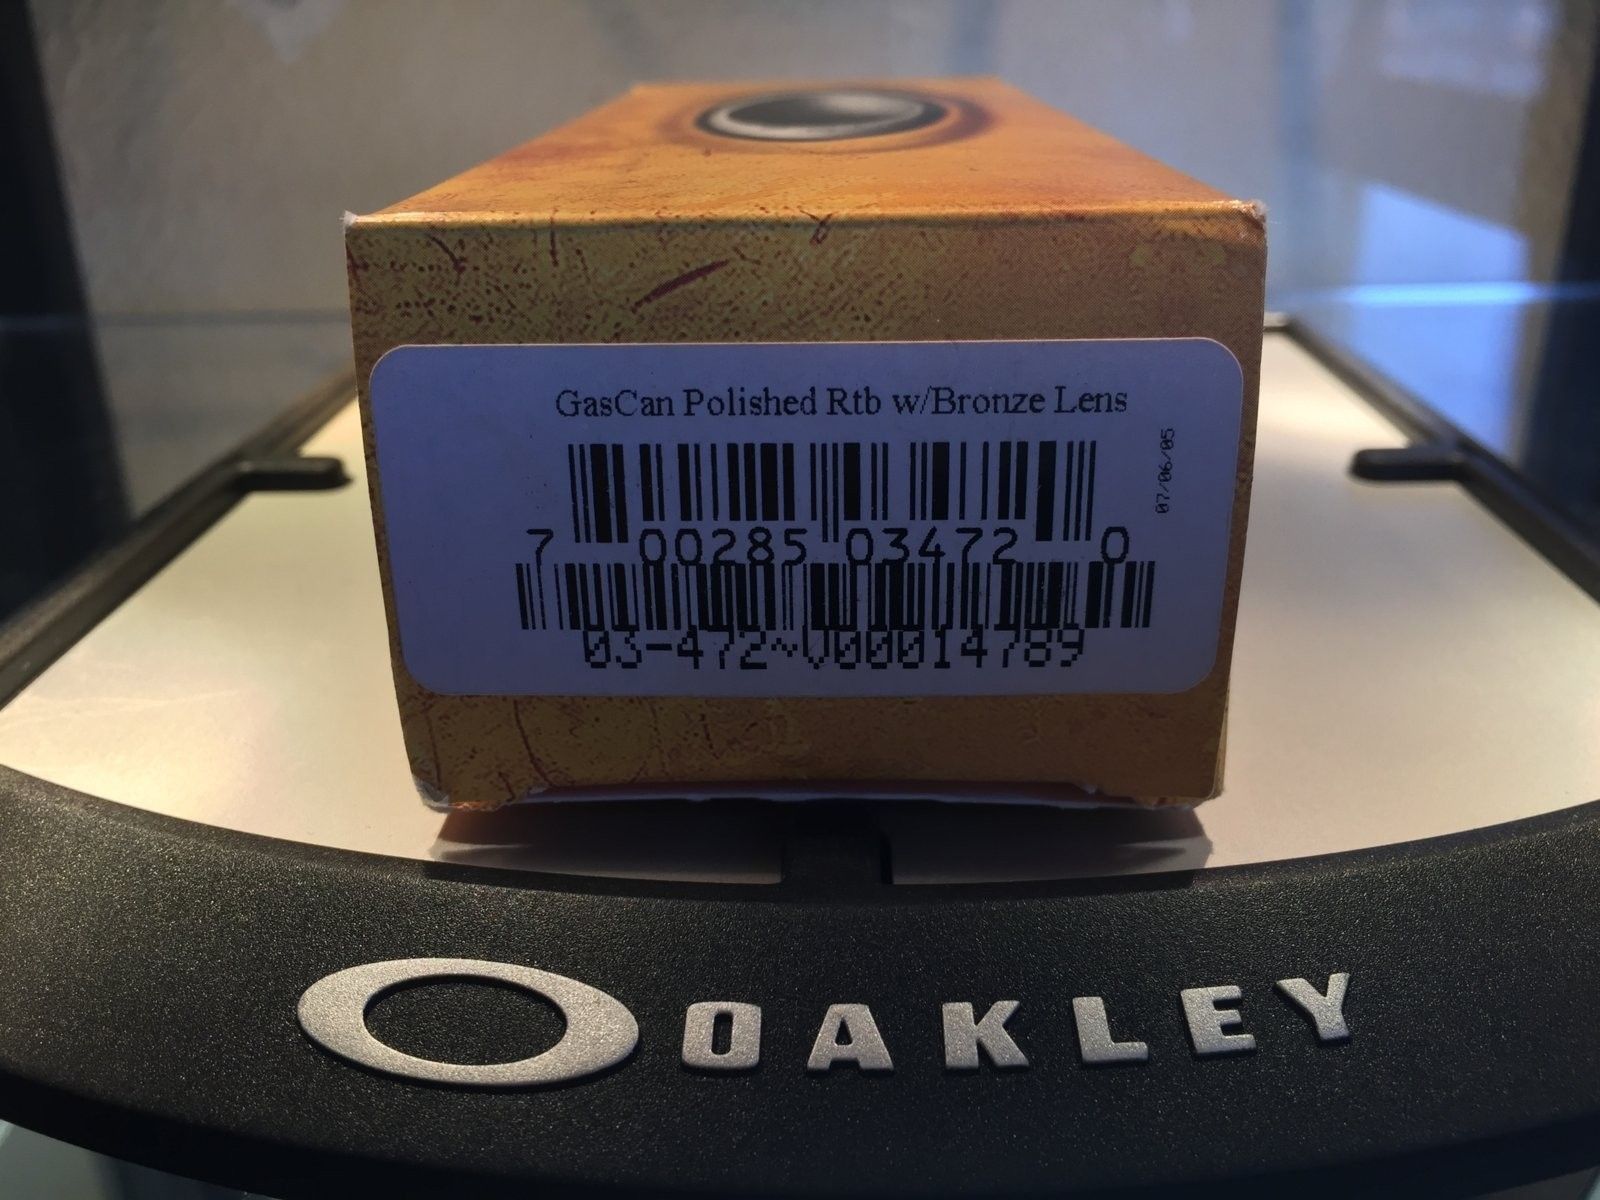 GasCan Polished Rtb w/Bronze Lens
07/06/05
7 00285 03472 0
03-472~V00014789
OAKLEY